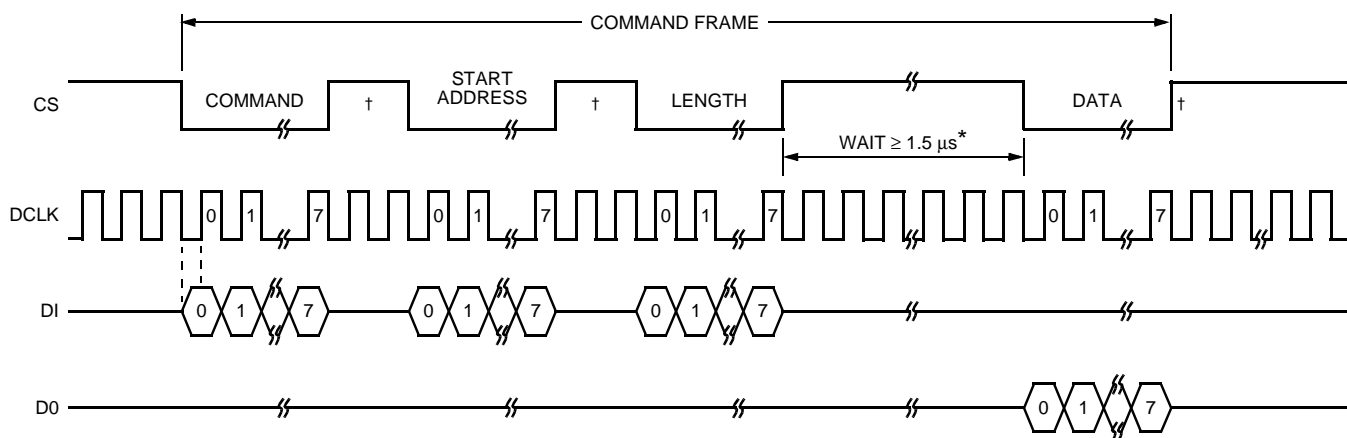 COMMAND FRAME
CS
COMMAND
†
START
ADDRESS
†
LENGTH
DATA
†
WAIT ≥ 1.5 μs*
DCLK
0 1 7 0 1 7 0 1 7 0 1 7
DI
0 1 7 0 1 7 0 1 7
D0
0 1 7